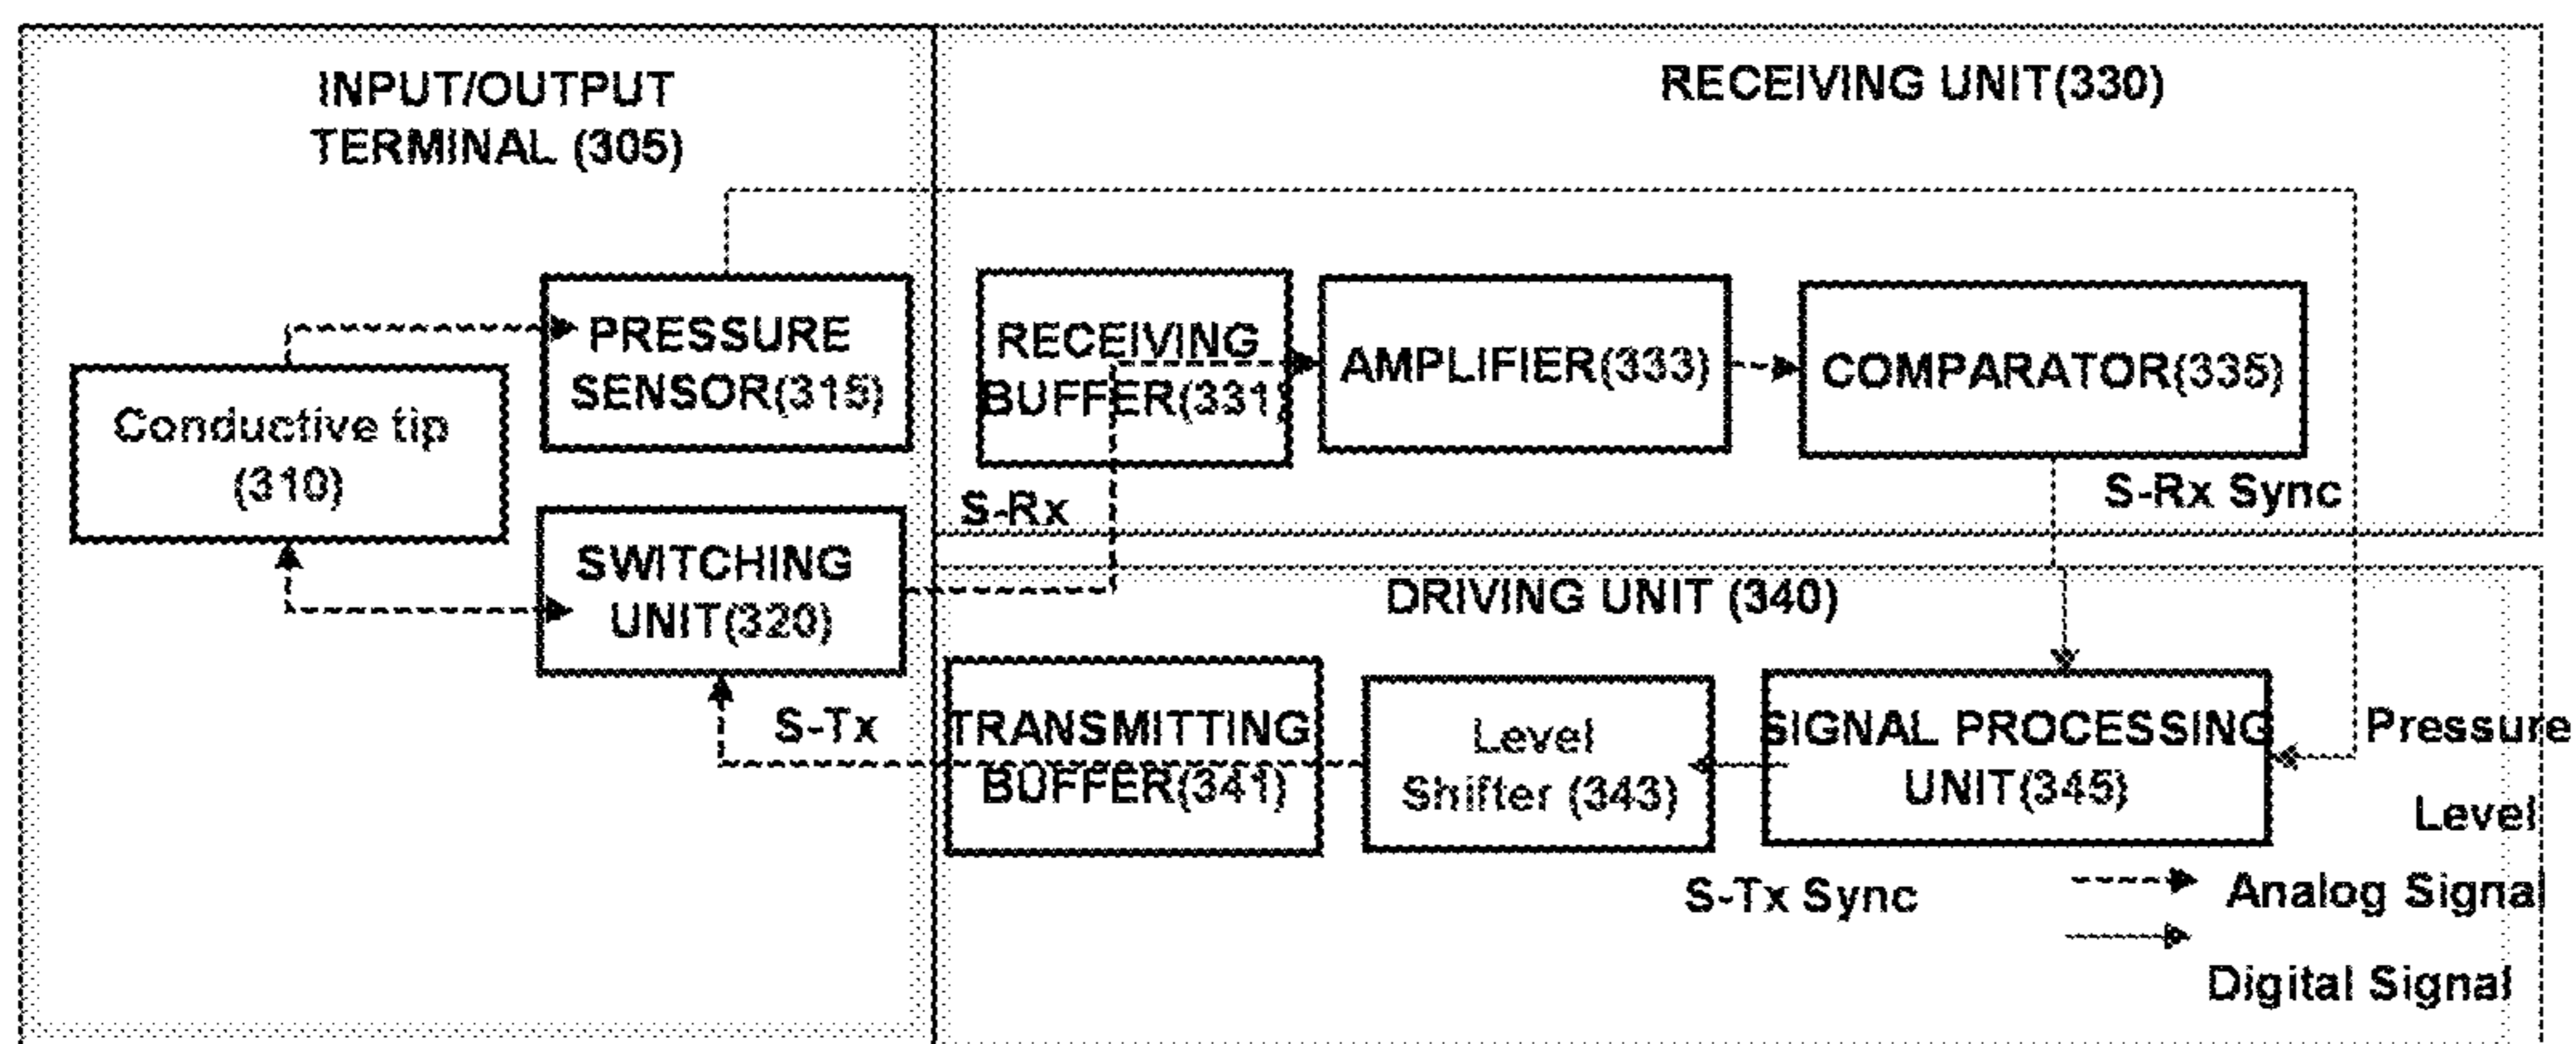 INPUT/OUTPUT
TERMINAL (305)
RECEIVING UNIT(330)
PRESSURE
SENSOR(315)
Conductive tip
(310)
SWITCHING
UNIT(320)
RECEIVING
BUFFER(331)
AMPLIFIER(333)
COMPARATOR(335)
S-Rx
S-Rx Sync
DRIVING UNIT (340)
S-Tx
TRANSMITTING
BUFFER(341)
Level
Shifter (343)
SIGNAL PROCESSING
UNIT(345)
Pressure
Level
S-Tx Sync
Analog Signal
Digital Signal